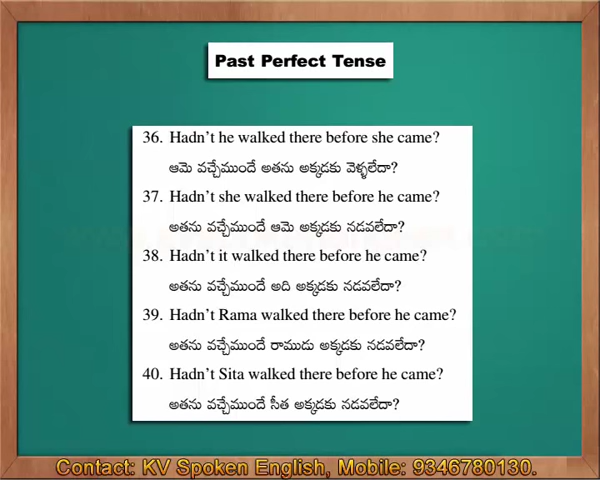 Past Perfect Tense
36. Hadn't he walked there before she came?
ఆమె వచ్చేముందే అతను అక్కడకు వెళ్ళలేదా?
37. Hadn't she walked there before he came?
అతను వచ్చేముందే ఆమె అక్కడకు నడవలేదా?
38. Hadn't it walked there before he came?
అతను వచ్చేముందే అది అక్కడకు నడవలేదా?
39. Hadn't Rama walked there before he came?
అతను వచ్చేముందే రాముడు అక్కడకు నడవలేదా?
40. Hadn't Sita walked there before he came?
అతను వచ్చేముందే సీత అక్కడకు నడవలేదా?
Contact: KV Spoken English, Mobile: 9346780130.